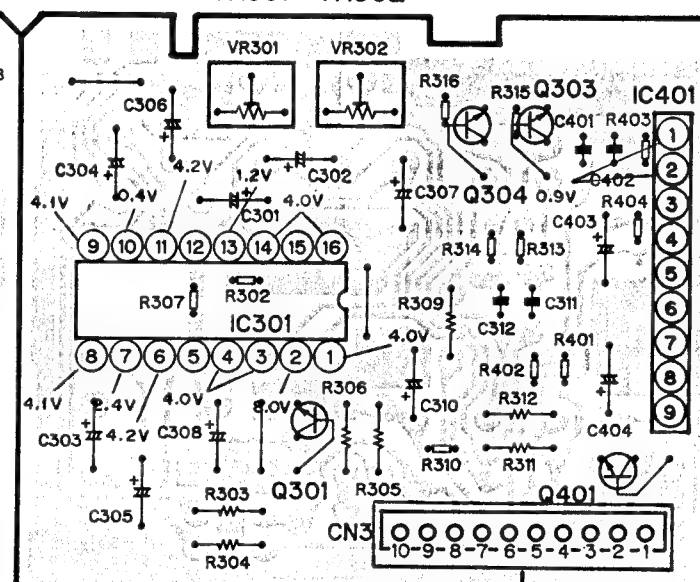 VR301 VR302
R316 R315 Q303
IC401
C306
C401 R403
C304
4.2V 1.2V
C302
0.4V
C307 Q304 0.9V C402
4.1V
C301 4.0V
C403 R404
9 10 11 12 13 14 15 16
R314 R313
R307 R302
IC301
R309
C312 C311
8 7 6 5 4 3 2 1
4.0V
R401
R402
4.1V 2.4V 4.0V 8.0V R306
C310
R312
C303 4.2V C308
C404
R310 R311
Q301 R305
C305
R303
Q401
R304
CN3
10-9-8-7-6-5-4-3-2-1
1
2
3
4
5
6
7
8
9